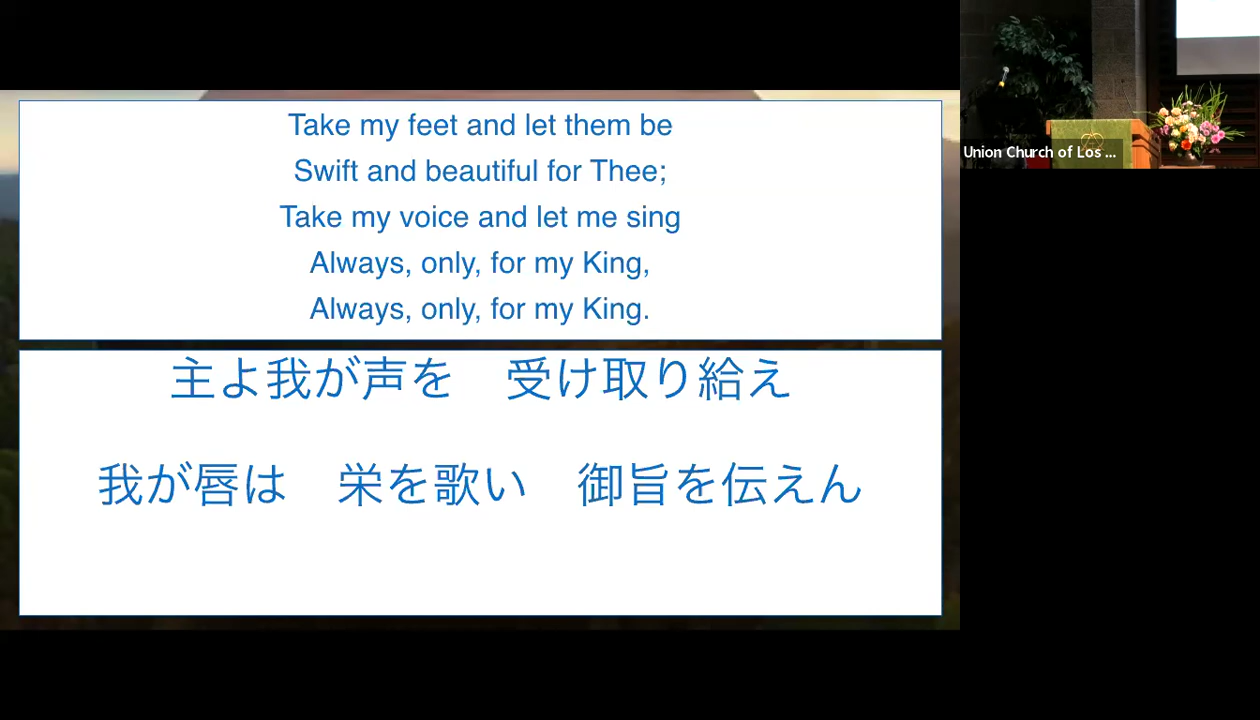 Take my feet and let them be
Swift and beautiful for Thee;
Take my voice and let me sing
Always, only, for my King,
Always, only, for my King.
主よ我が声を　受け取り給え
我が唇は　栄を歌い　御旨を伝えん
Union Church of Los ...